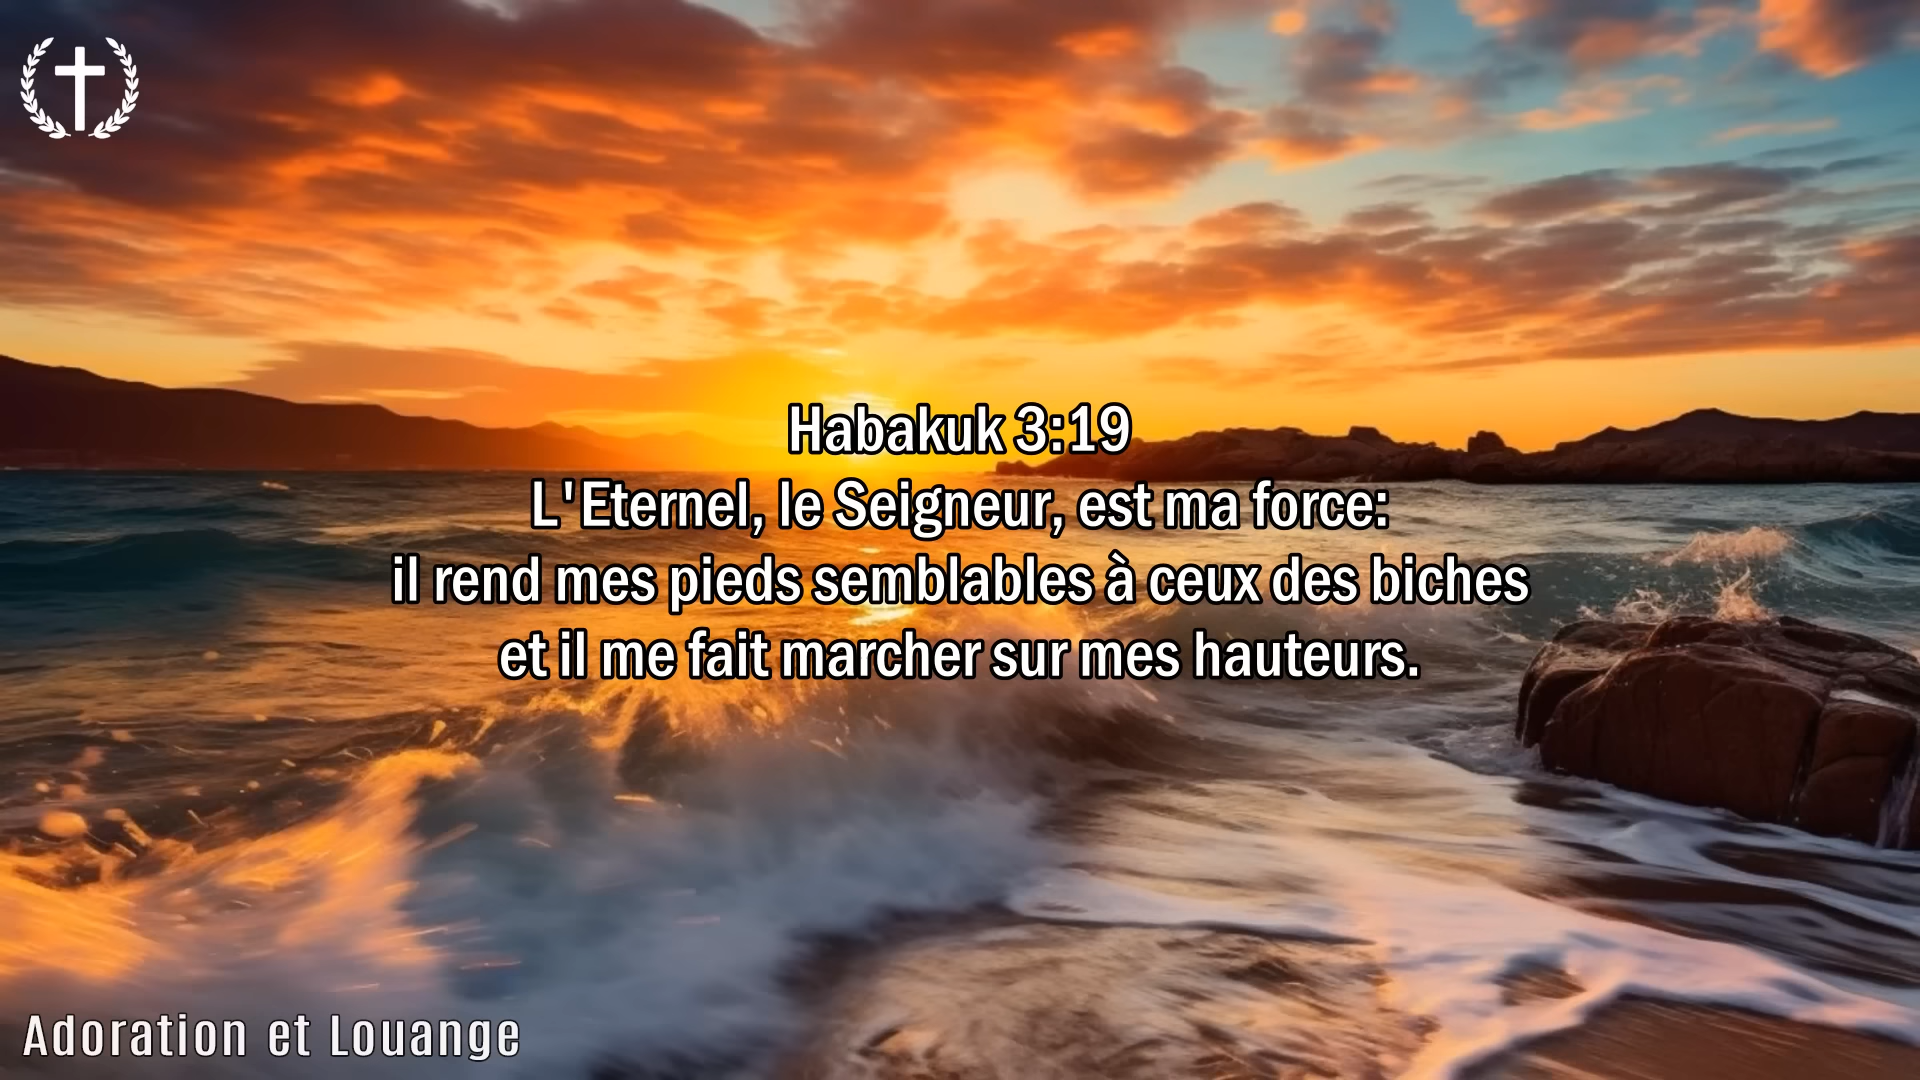 Habakuk 3:19
L'Eternel, le Seigneur, est ma force:
il rend mes pieds semblables à ceux des biches
et il me fait marcher sur mes hauteurs.
Adoration et Louange